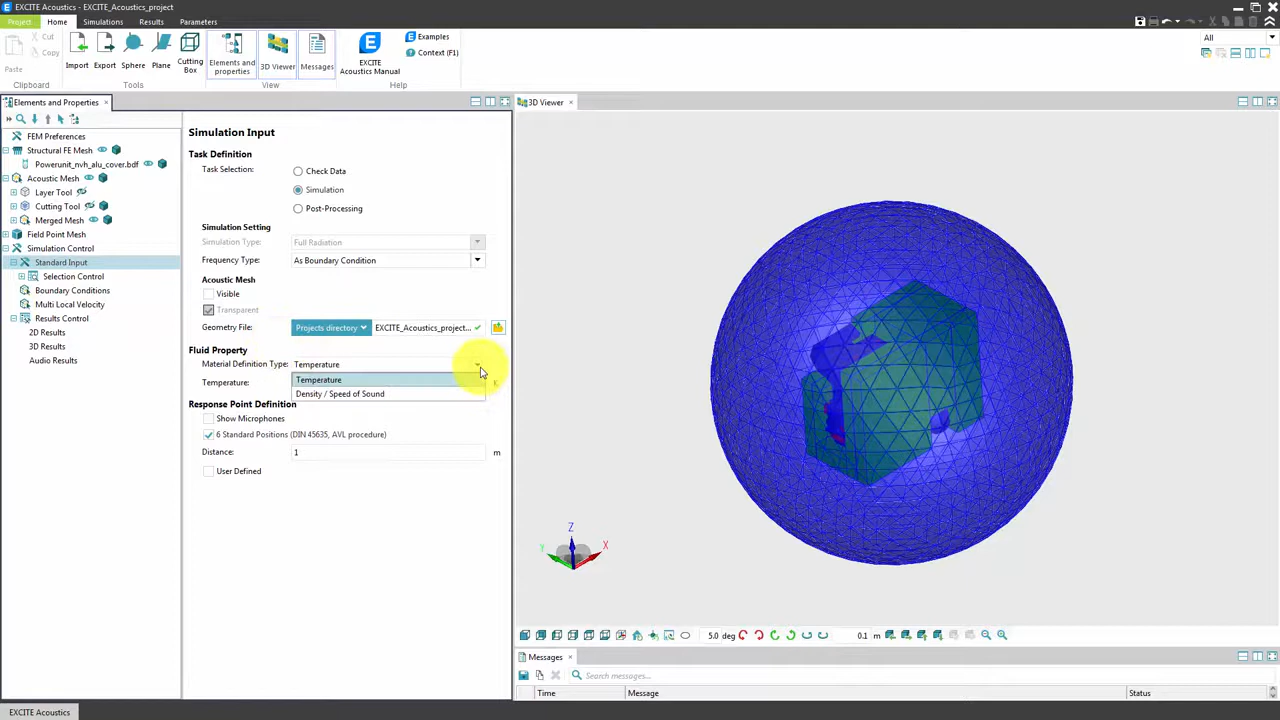 EXCITE Acoustics - EXCITE_Acoustics_project
Project Home Simulations Results Parameters
Cut
Copy
Paste
Clipboard
Import Export Sphere Plane Cutting Box
Tools
Elements and properties 3D Viewer Messages
View
EXCITE Acoustics Manual
Examples
Context (F1)
Help
All
Elements and Properties
FEM Preferences
Structural FE Mesh
Powerunit_nvh_alu_cover.bdf
Acoustic Mesh
Layer Tool
Cutting Tool
Merged Mesh
Field Point Mesh
Simulation Control
Standard Input
Selection Control
Boundary Conditions
Multi Local Velocity
Results Control
2D Results
3D Results
Audio Results
Simulation Input
Task Definition
Task Selection: Check Data
Simulation
Post-Processing
Simulation Setting
Simulation Type: Full Radiation
Frequency Type: As Boundary Condition
Acoustic Mesh
Visible
Transparent
Geometry File: Projects directory EXCITE_Acoustics_project...
Fluid Property
Material Definition Type: Temperature
Temperature
Density / Speed of Sound
Temperature: K
Response Point Definition
Show Microphones
6 Standard Positions (DIN 45635, AVL procedure)
Distance: 1 m
User Defined
3D Viewer
Z
Y X
5.0 deg 0.1 m
Messages
Search messages...
Time Message Status
EXCITE Acoustics